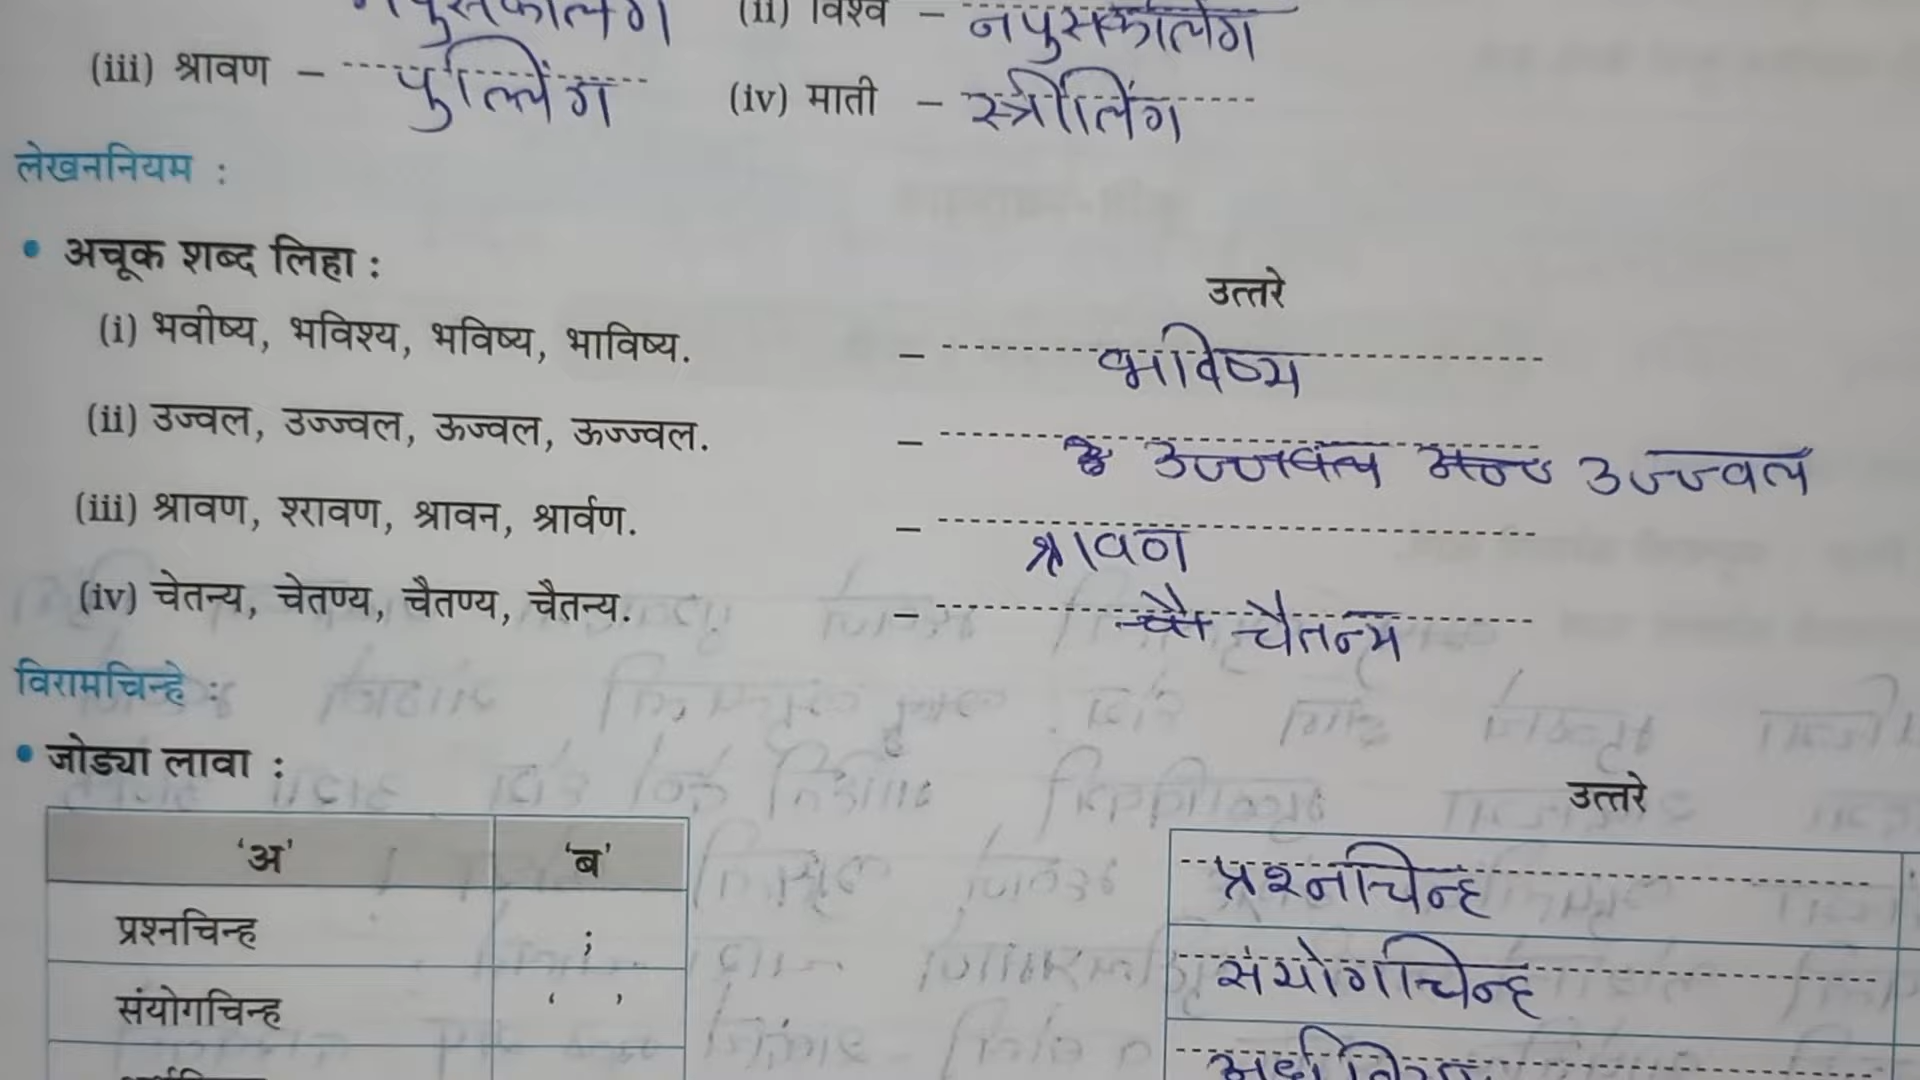 नपुंसकलिंग (ii) विश्व – नपुसकलिंग
(iii) श्रावण – पुल्लिंग (iv) माती – स्त्रीलिंग
लेखननियम :
• अचूक शब्द लिहा :
उत्तरे
(i) भवीष्य, भविश्य, भविष्य, भाविष्य. – भविष्य
(ii) उज्वल, उज्ज्वल, ऊज्वल, ऊज्ज्वल. – उज्ज्वल
(iii) श्रावण, श्रावण, श्रावन, श्रार्वण. – श्रावण
(iv) चेतन्य, चेतण्य, चैतण्य, चैतन्य. – चैतन्य
विरामचिन्हे :
• जोड्या लावा :
उत्तरे
‘अ’ ‘ब’
प्रश्नचिन्ह ; प्रश्नचिन्ह
संयोगचिन्ह ‘ ’ संयोगचिन्ह